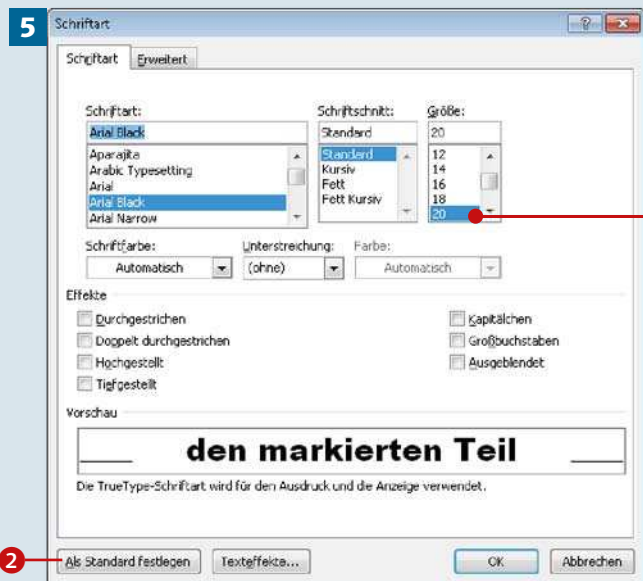 5
Schriftart
Schriftart Erweitert
Schriftart: Schriftschnitt: Größe:
Arial Black Standard 20
Aparajita Standard 12
Arabic Typesetting Kursiv 14
Arial Fett 16
Arial Black Fett Kursiv 18
Arial Narrow 20
Schriftfarbe: Unterstreichung: Farbe:
Automatisch (ohne) Automatisch
Effekte
Durchgestrichen Kapitälchen
Doppelt durchgestrichen Großbuchstaben
Hochgestellt Ausgeblendet
Tiefgestellt
Vorschau
den markierten Teil
Die TrueType-Schriftart wird für den Ausdruck und die Anzeige verwendet.
2 Als Standard festlegen Texteffekte... OK Abbrechen